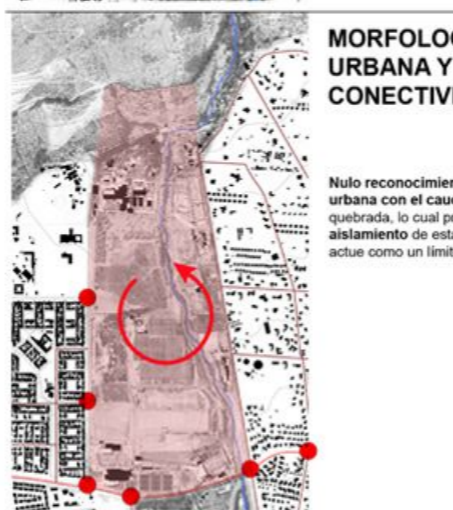 MORFOLOG
URBANA Y
CONECTIVI
Nulo reconocimien
urbana con el cauc
quebrada, lo cual pr
aislamiento de esta
actue como un límit